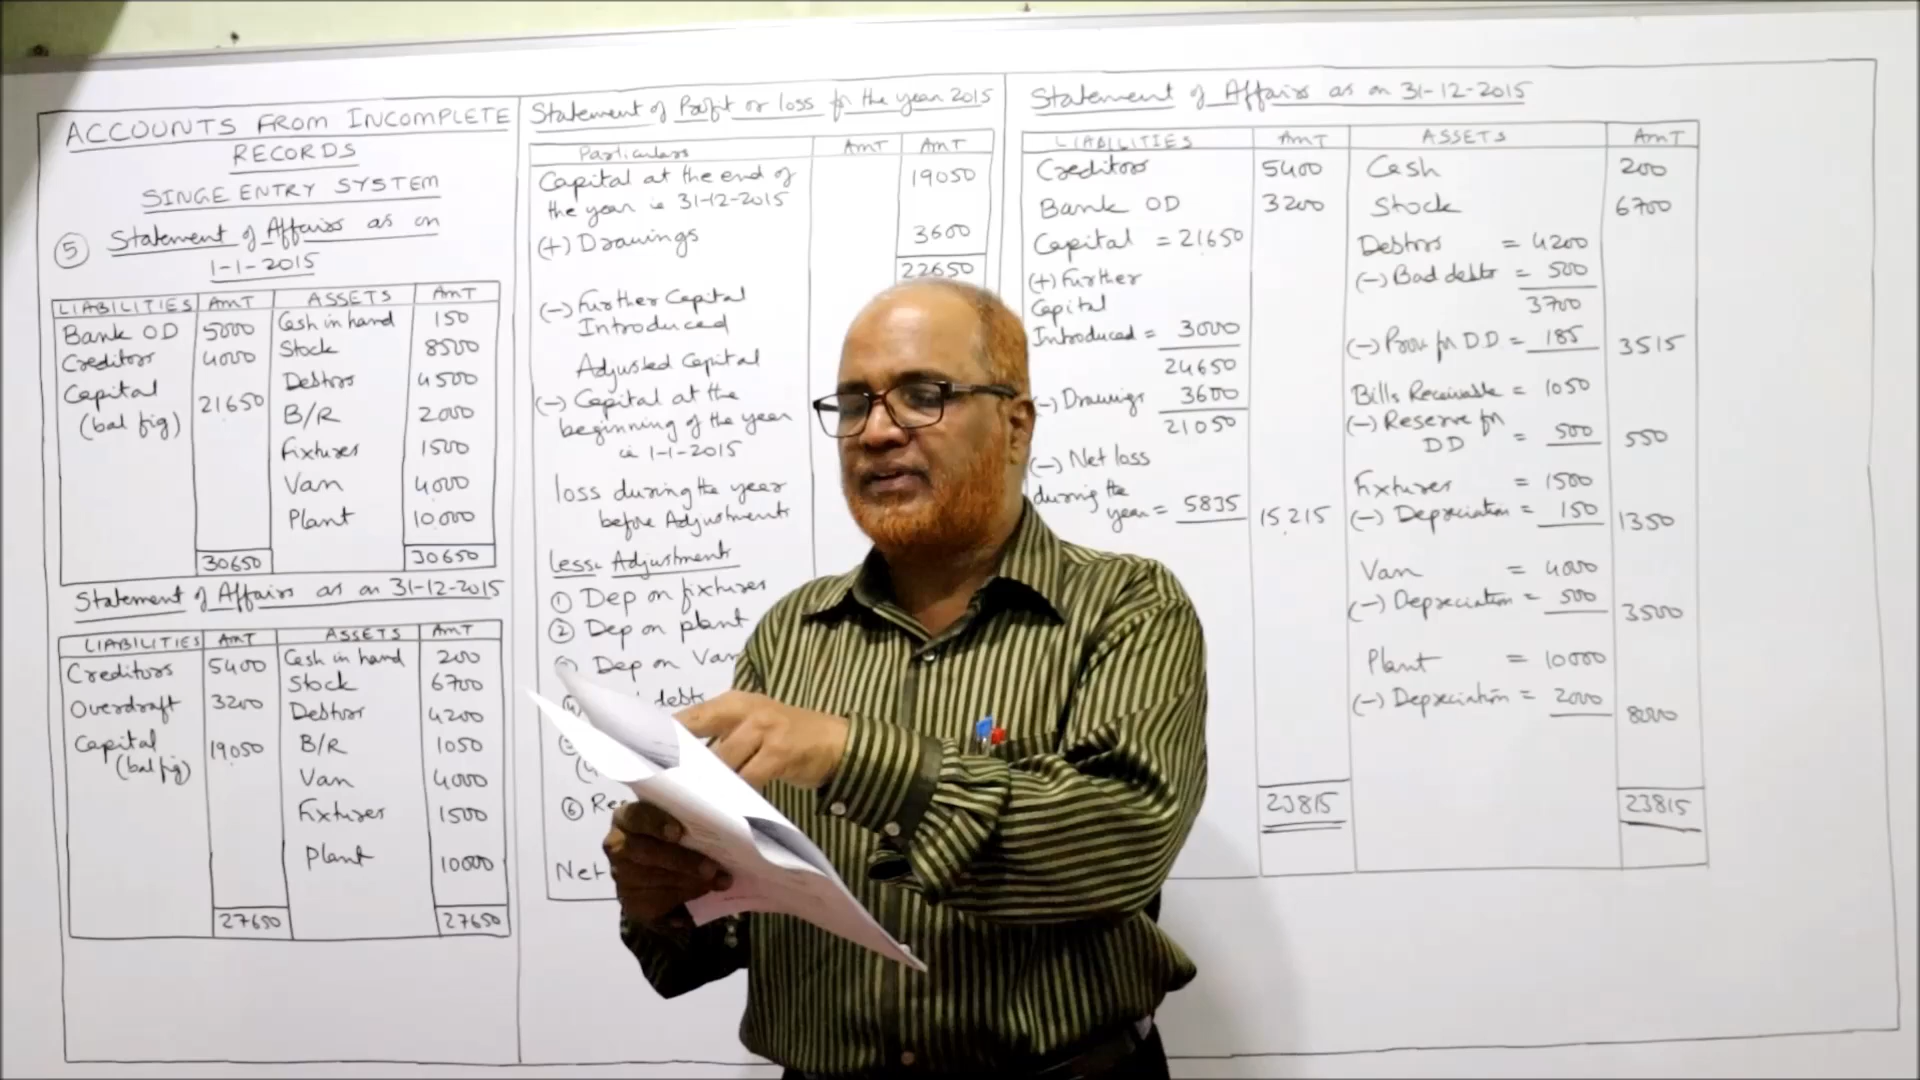 ACCOUNTS FROM INCOMPLETE
RECORDS
SINGE ENTRY SYSTEM
5 Statement of Affairs as on
1-1-2015
LIABILITIES AMT ASSETS AMT
Bank OD 5000 Cash in hand 150
Creditors 4000 Stock 8500
Capital 21650 Debtors 4500
(bal fig) B/R 2000
Fixtures 1500
Van 4000
Plant 10,000
30650 30650
Statement of Affairs as on 31-12-2015
LIABILITIES AMT ASSETS AMT
Creditors 5400 Cash in hand 200
Stock 6700
Overdraft 3200 Debtors 4200
Capital 19050 B/R 1050
(bal fig) Van 4000
Fixtures 1500
Plant 10000
27650 27650
Statement of Profit or loss for the year 2015
Particulars AMT AMT
Capital at the end of 19050
the year ie 31-12-2015
(+) Drawings 3600
22650
(-) Further Capital
Introduced
Adjusted Capital
(-) Capital at the
beginning of the year
ie 1-1-2015
loss during the year
before Adjustments
less: Adjustments
1 Dep on fixtures
2 Dep on plant
Dep on Van
debts
6
Net
Statement of Affairs as on 31-12-2015
LIABILITIES AMT ASSETS AMT
Creditors 5400 Cash 200
Bank OD 3200 Stock 6700
Capital = 21650 Debtors = 4200
(+) Further (-) Bad debts = 500
Capital 3700
Introduced = 3000 (-) Prov for D.D = 185 3515
24650 Bills Receivable = 1050
(-) Drawings 3600 (-) Reserve for
21050 DD = 500 550
(-) Net loss Fixtures = 1500
during the (-) Depreciation = 150 1350
year = 5835 15,215
Van = 4000
(-) Depreciation = 500 3500
Plant = 10000
(-) Depreciation = 2000 8000
23815 23815